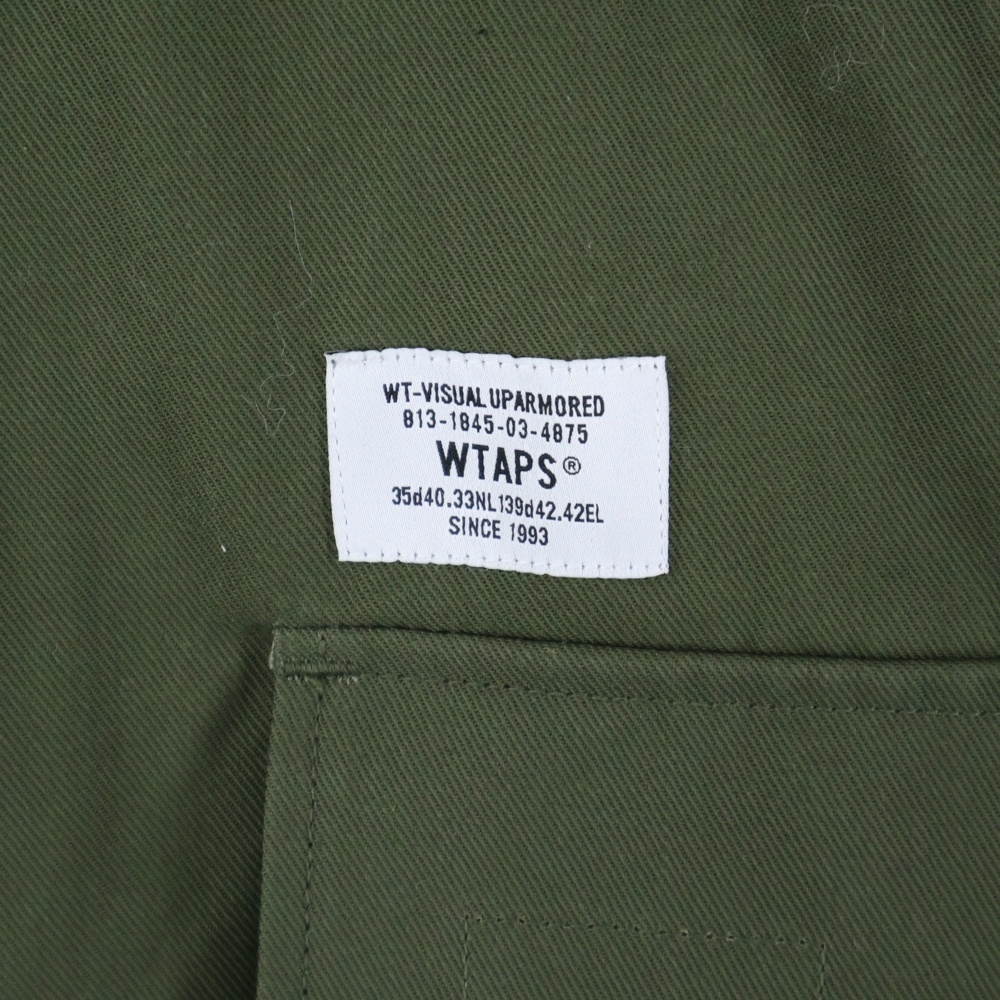 WT-VISUAL UPARMORED
813-1845-03-4875
WTAPS®
35d40.33NL139d42.42EL
SINCE 1993